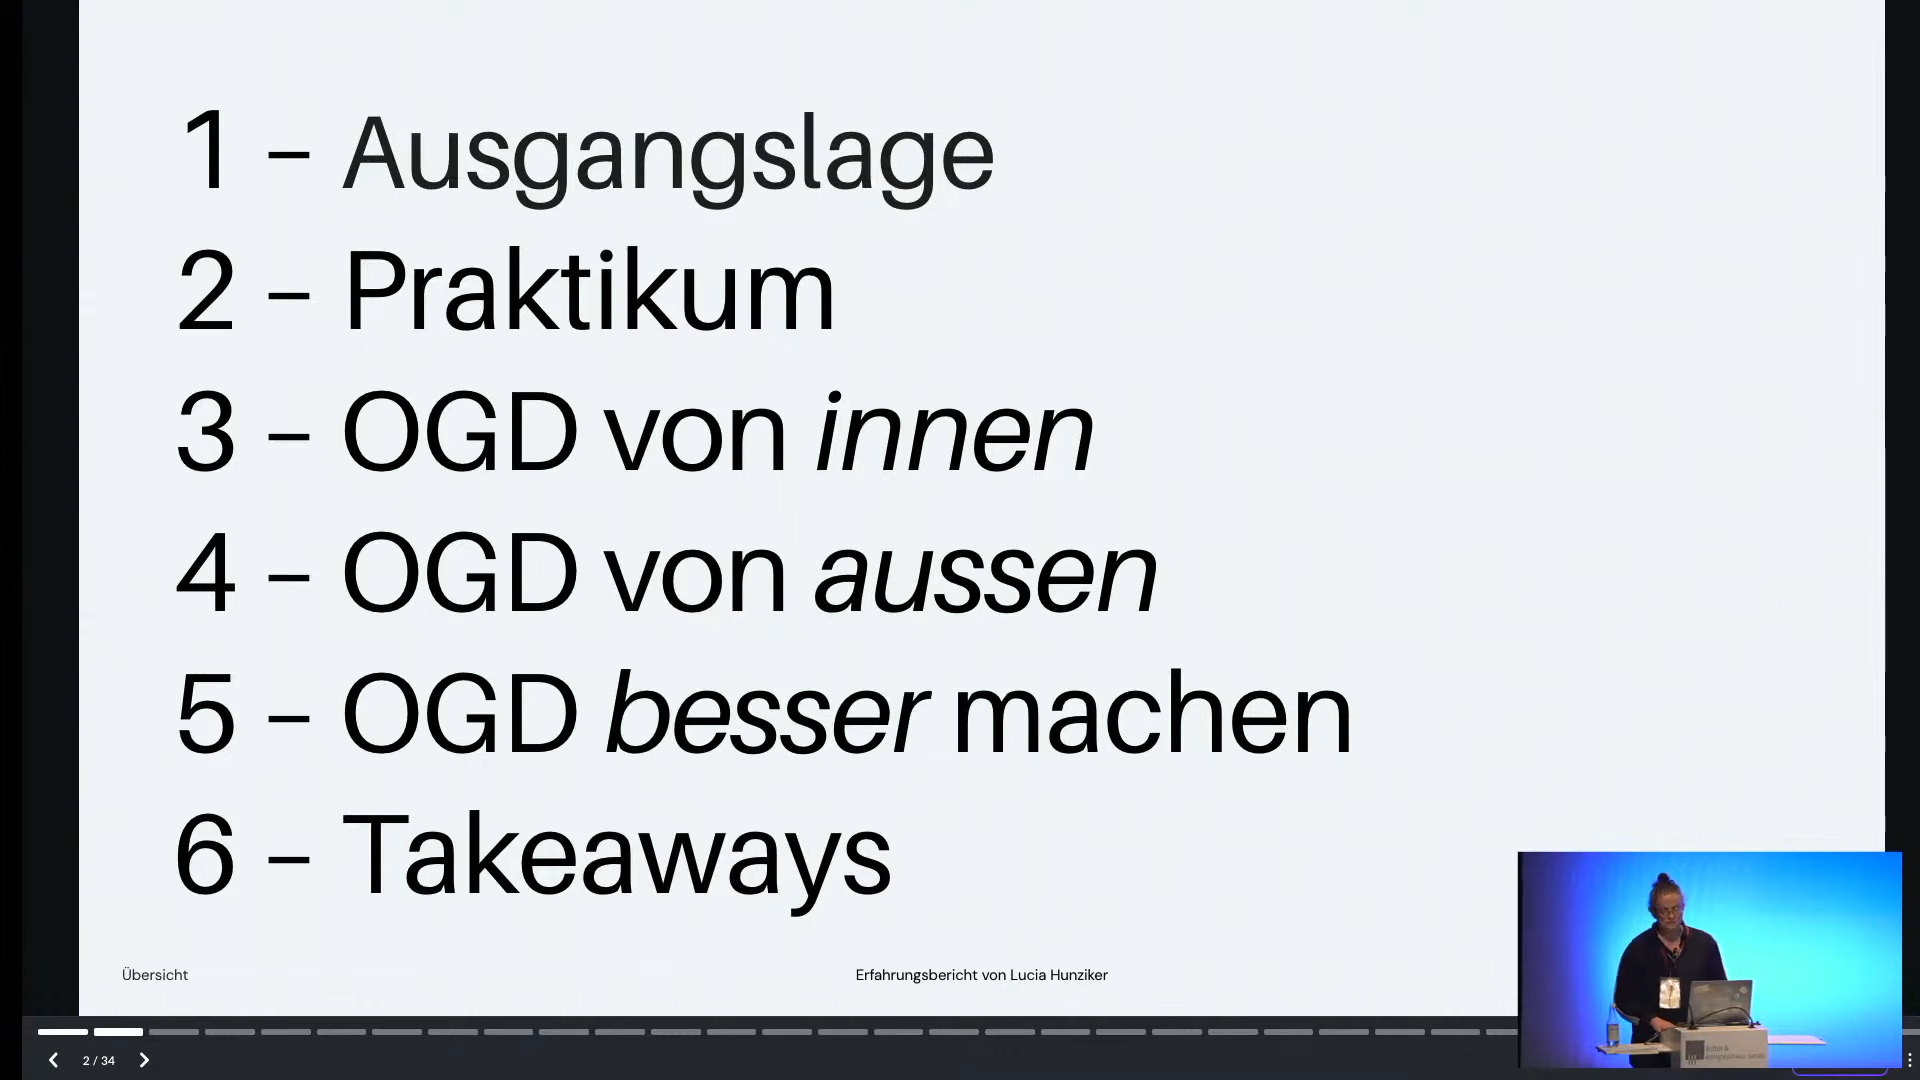 1 – Ausgangslage
2 – Praktikum
3 – OGD von innen
4 – OGD von aussen
5 – OGD besser machen
6 – Takeaways
Übersicht
Erfahrungsbericht von Lucia Hunziker
2 / 34